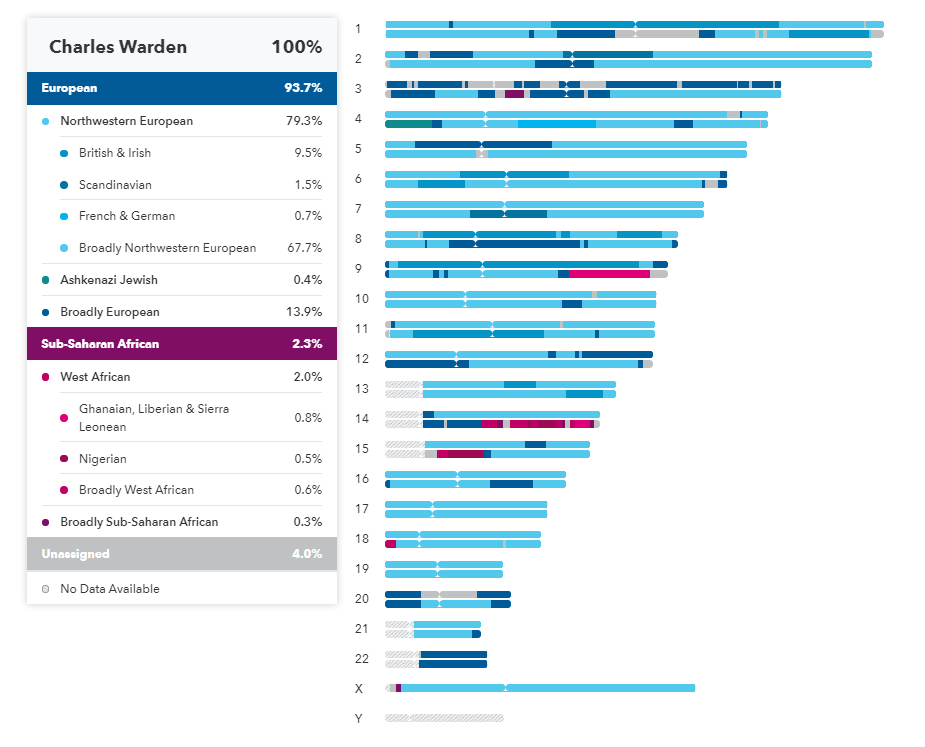 Charles Warden 100%
European 93.7%
Northwestern European 79.3%
British & Irish 9.5%
Scandinavian 1.5%
French & German 0.7%
Broadly Northwestern European 67.7%
Ashkenazi Jewish 0.4%
Broadly European 13.9%
Sub-Saharan African 2.3%
West African 2.0%
Ghanaian, Liberian & Sierra
Leonean 0.8%
Nigerian 0.5%
Broadly West African 0.6%
Broadly Sub-Saharan African 0.3%
Unassigned 4.0%
No Data Available
1
2
3
4
5
6
7
8
9
10
11
12
13
14
15
16
17
18
19
20
21
22
X
Y